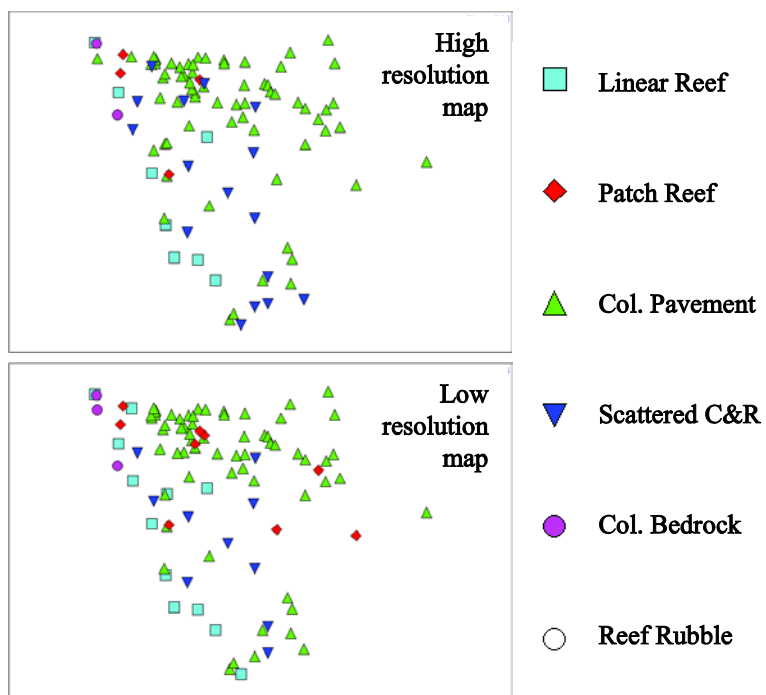 High
resolution
map
Linear Reef
Patch Reef
Col. Pavement
Low
resolution
map
Scattered C&R
Col. Bedrock
Reef Rubble